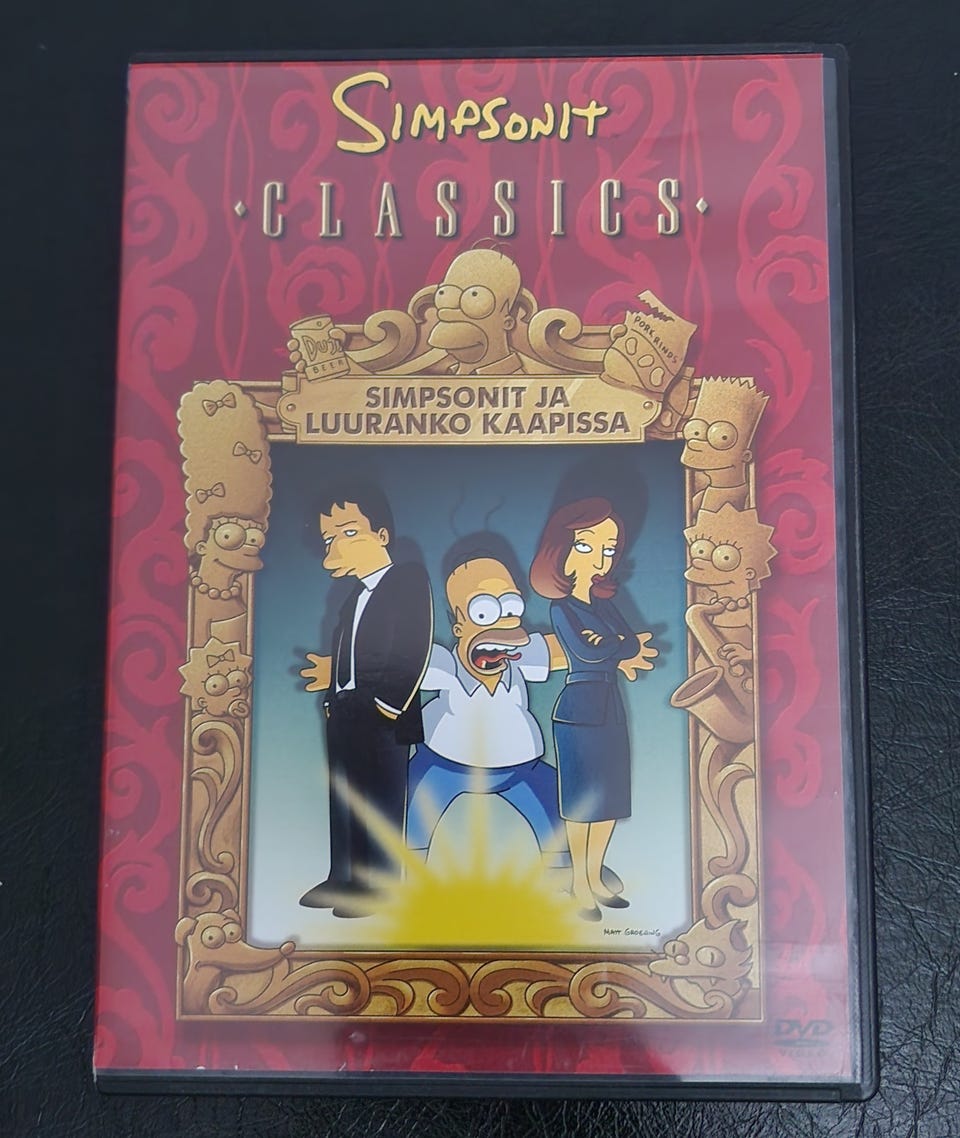 SIMPSONIT
CLASSICS
Duff
BEER
PORK RINDS
SIMPSONIT JA
LUURANKO KAAPISSA
MATT GROENING
DVD
VIDEO